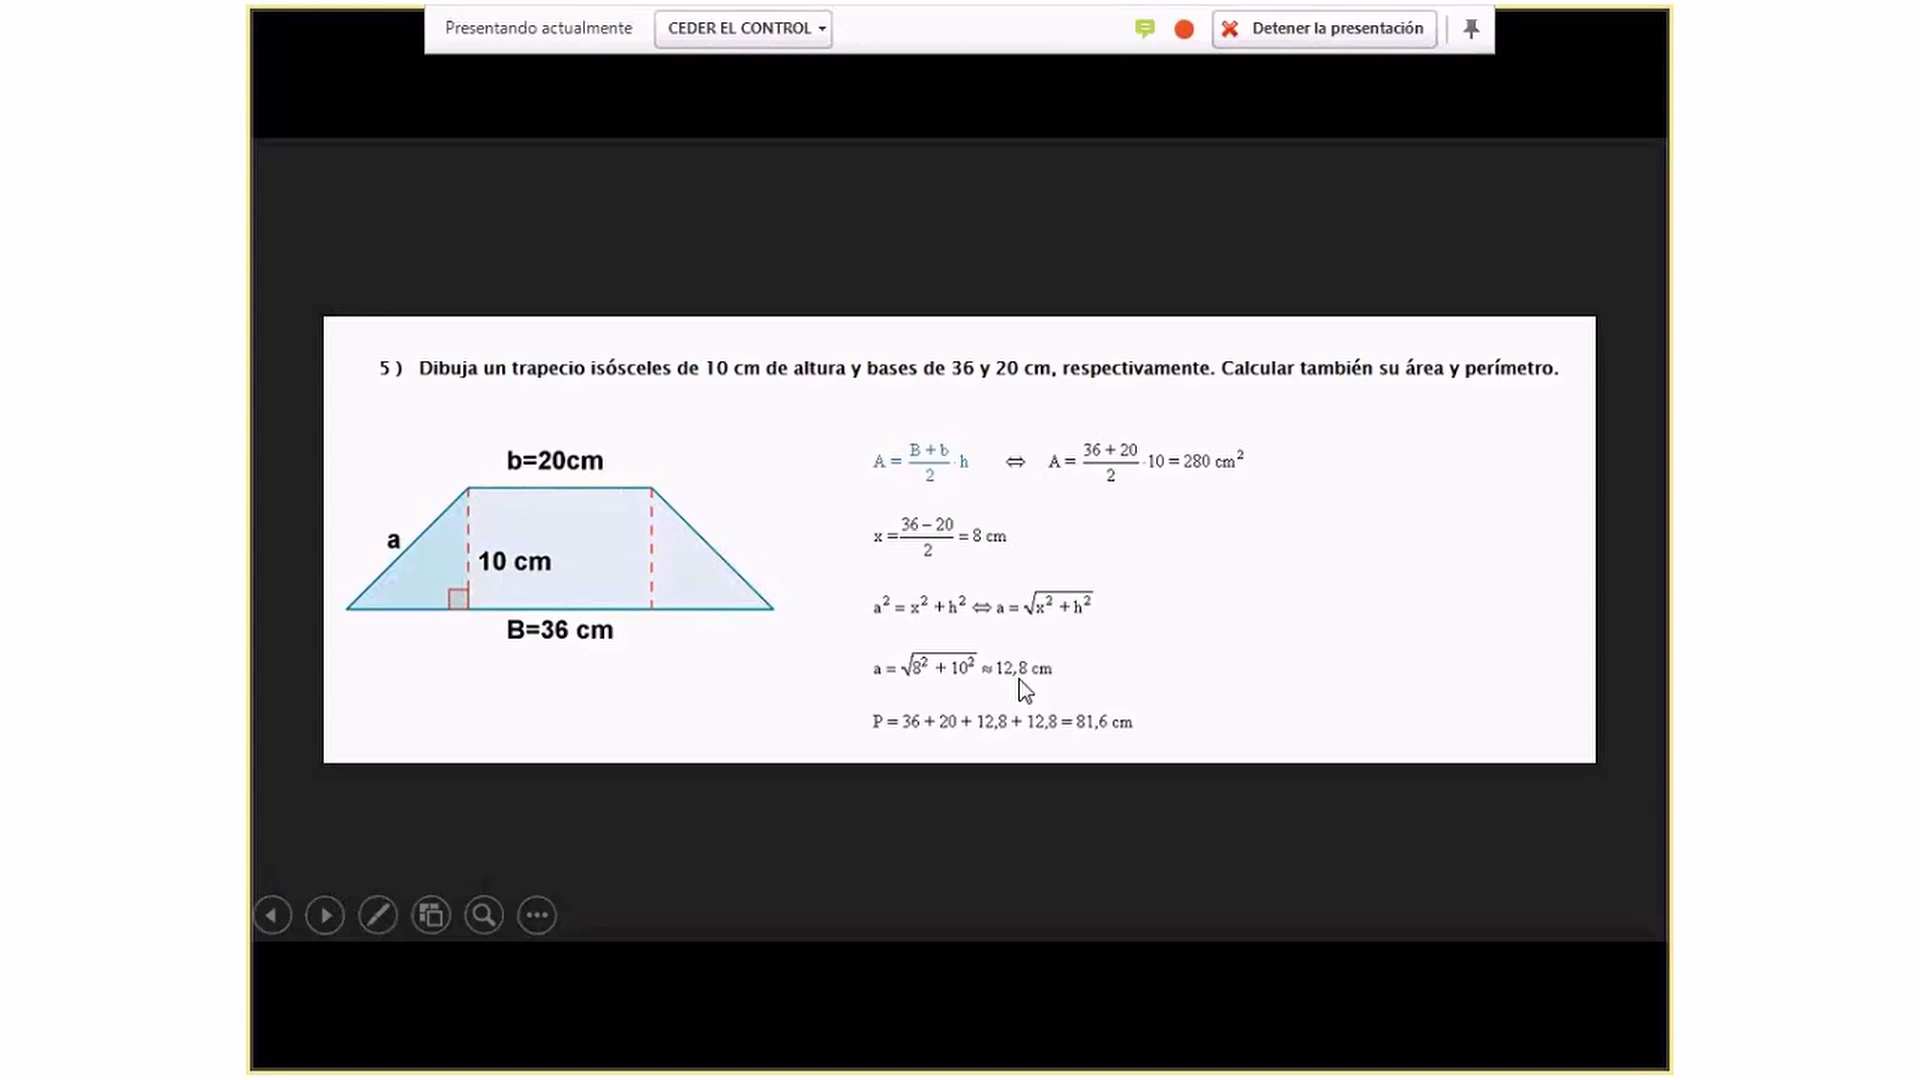 Presentando actualmente CEDER EL CONTROL Detener la presentación
5 ) Dibuja un trapecio isósceles de 10 cm de altura y bases de 36 y 20 cm, respectivamente. Calcular también su área y perímetro.
b=20cm
a
10 cm
B=36 cm
A = (B + b)/2 · h ⇔ A = (36 + 20)/2 · 10 = 280 cm²
x = (36 − 20)/2 = 8 cm
a² = x² + h² ⇔ a = √(x² + h²)
a = √(8² + 10²) ≈ 12,8 cm
P = 36 + 20 + 12,8 + 12,8 = 81,6 cm